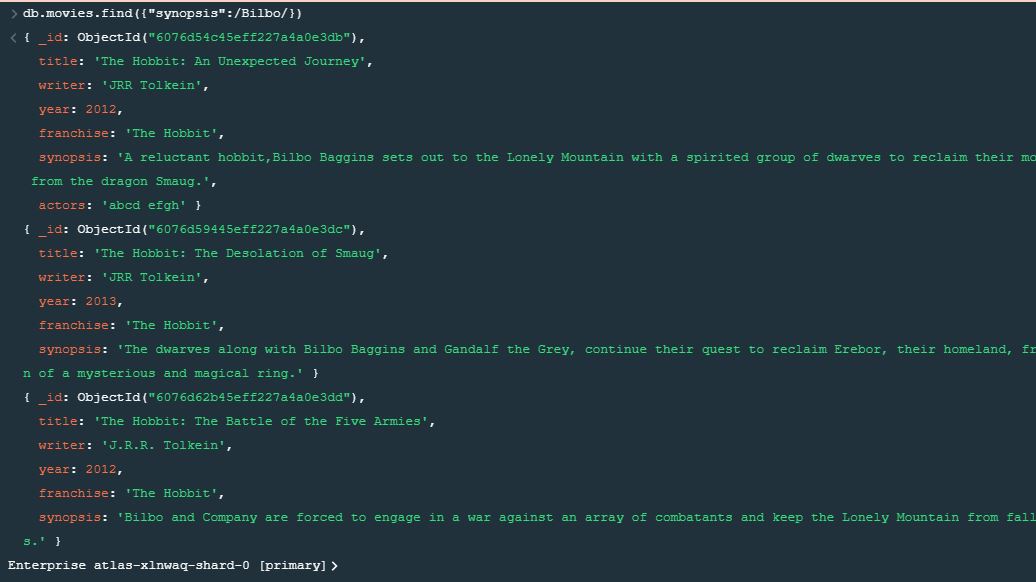 > db.movies.find({"synopsis":/Bilbo/})
< { _id: ObjectId("6076d54c45eff227a4a0e3db"),
title: 'The Hobbit: An Unexpected Journey',
writer: 'JRR Tolkein',
year: 2012,
franchise: 'The Hobbit',
synopsis: 'A reluctant hobbit,Bilbo Baggins sets out to the Lonely Mountain with a spirited group of dwarves to reclaim their mo
from the dragon Smaug.',
actors: 'abcd efgh' }
{ _id: ObjectId("6076d59445eff227a4a0e3dc"),
title: 'The Hobbit: The Desolation of Smaug',
writer: 'JRR Tolkein',
year: 2013,
franchise: 'The Hobbit',
synopsis: 'The dwarves along with Bilbo Baggins and Gandalf the Grey, continue their quest to reclaim Erebor, their homeland, fr
n of a mysterious and magical ring.' }
{ _id: ObjectId("6076d62b45eff227a4a0e3dd"),
title: 'The Hobbit: The Battle of the Five Armies',
writer: 'J.R.R. Tolkein',
year: 2012,
franchise: 'The Hobbit',
synopsis: 'Bilbo and Company are forced to engage in a war against an array of combatants and keep the Lonely Mountain from fall
s.' }
Enterprise atlas-xlnwaq-shard-0 [primary]>